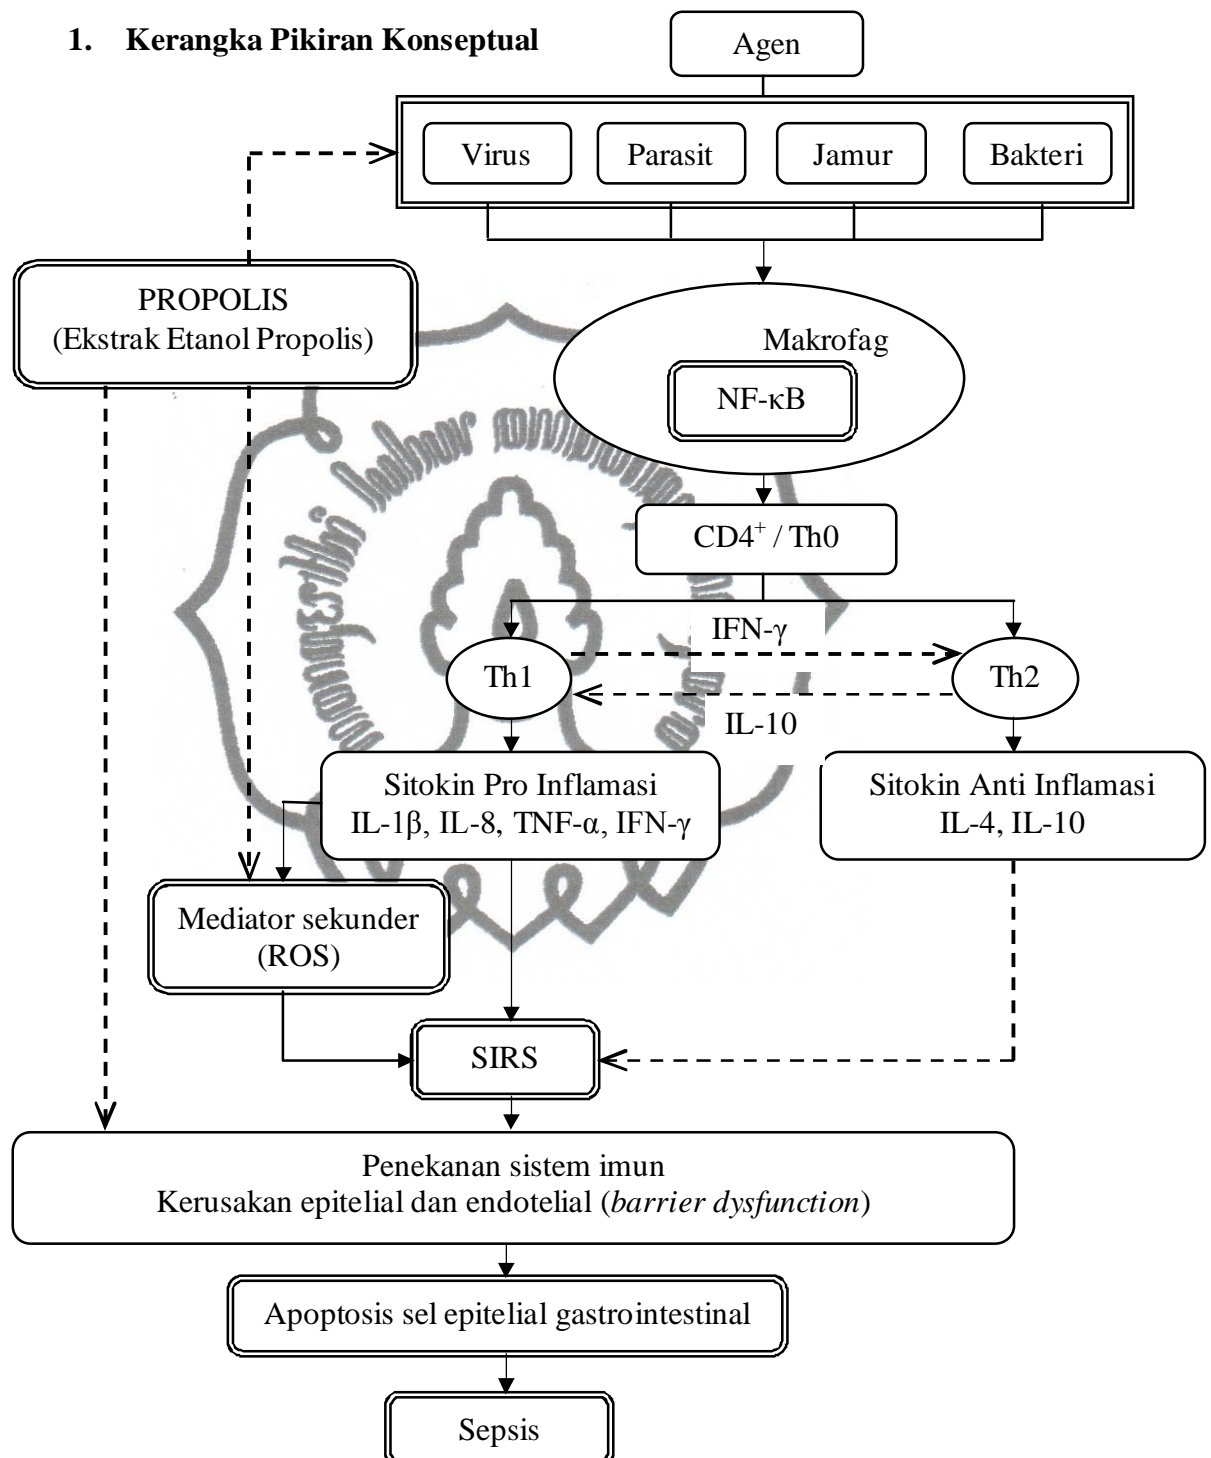 1. Kerangka Pikiran Konseptual
Agen
Virus
Parasit
Jamur
Bakteri
PROPOLIS
(Ekstrak Etanol Propolis)
Makrofag
NF-κB
CD4⁺ / Th0
IFN-γ
Th1
Th2
IL-10
Sitokin Pro Inflamasi
IL-1β, IL-8, TNF-α, IFN-γ
Sitokin Anti Inflamasi
IL-4, IL-10
Mediator sekunder
(ROS)
SIRS
Penekanan sistem imun
Kerusakan epitelial dan endotelial (barrier dysfunction)
Apoptosis sel epitelial gastrointestinal
Sepsis